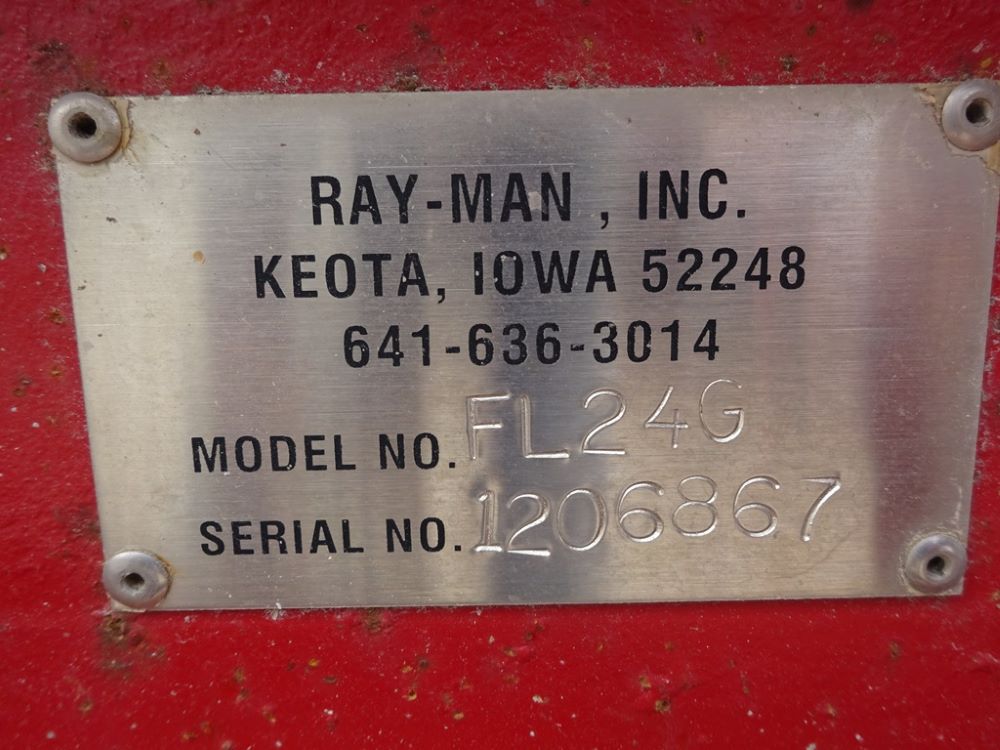 RAY-MAN , INC.
KEOTA, IOWA 52248
641-636-3014
MODEL NO. FL24G
SERIAL NO. 1206867